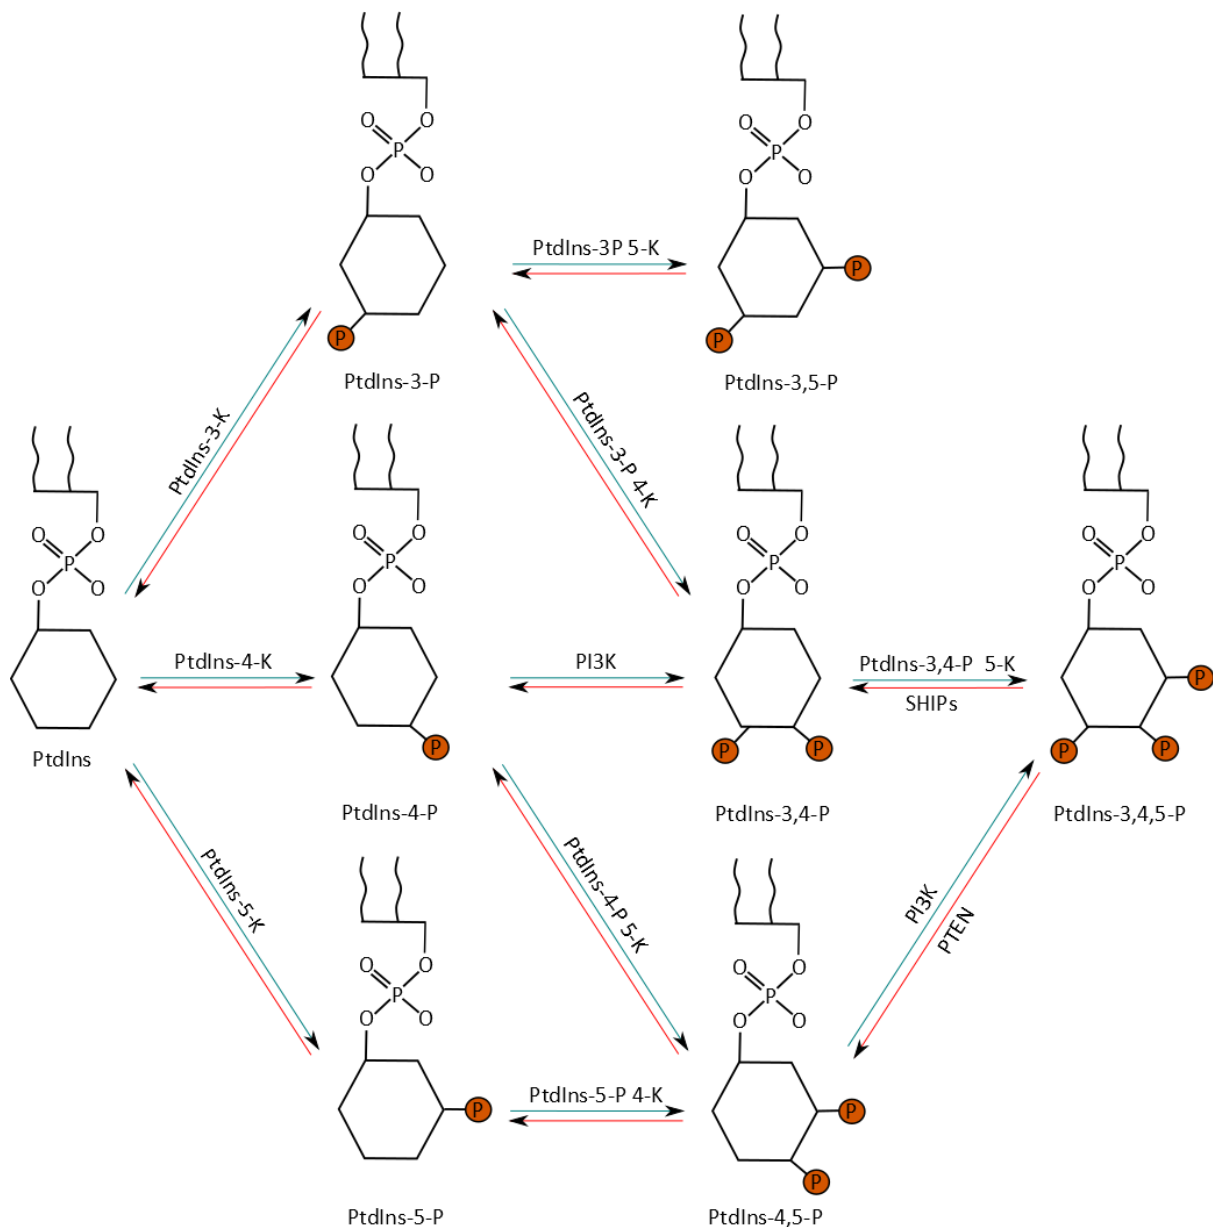 O
O
P
O
O
P
PtdIns-3-P
PtdIns-3P 5-K
O
O
P
O
O
P
P
PtdIns-3,5-P
PtdIns-3-K
PtdIns-3-P 4-K
O
O
P
O
O
PtdIns
PtdIns-4-K
O
O
P
O
O
P
PtdIns-4-P
PI3K
O
O
P
O
O
P
P
PtdIns-3,4-P
PtdIns-3,4-P 5-K
SHIPs
O
O
P
O
O
P
P
P
PtdIns-3,4,5-P
PtdIns-5-K
PtdIns-4-P 5-K
PI3K
PTEN
O
O
P
O
O
P
PtdIns-5-P
PtdIns-5-P 4-K
O
O
P
O
O
P
P
PtdIns-4,5-P